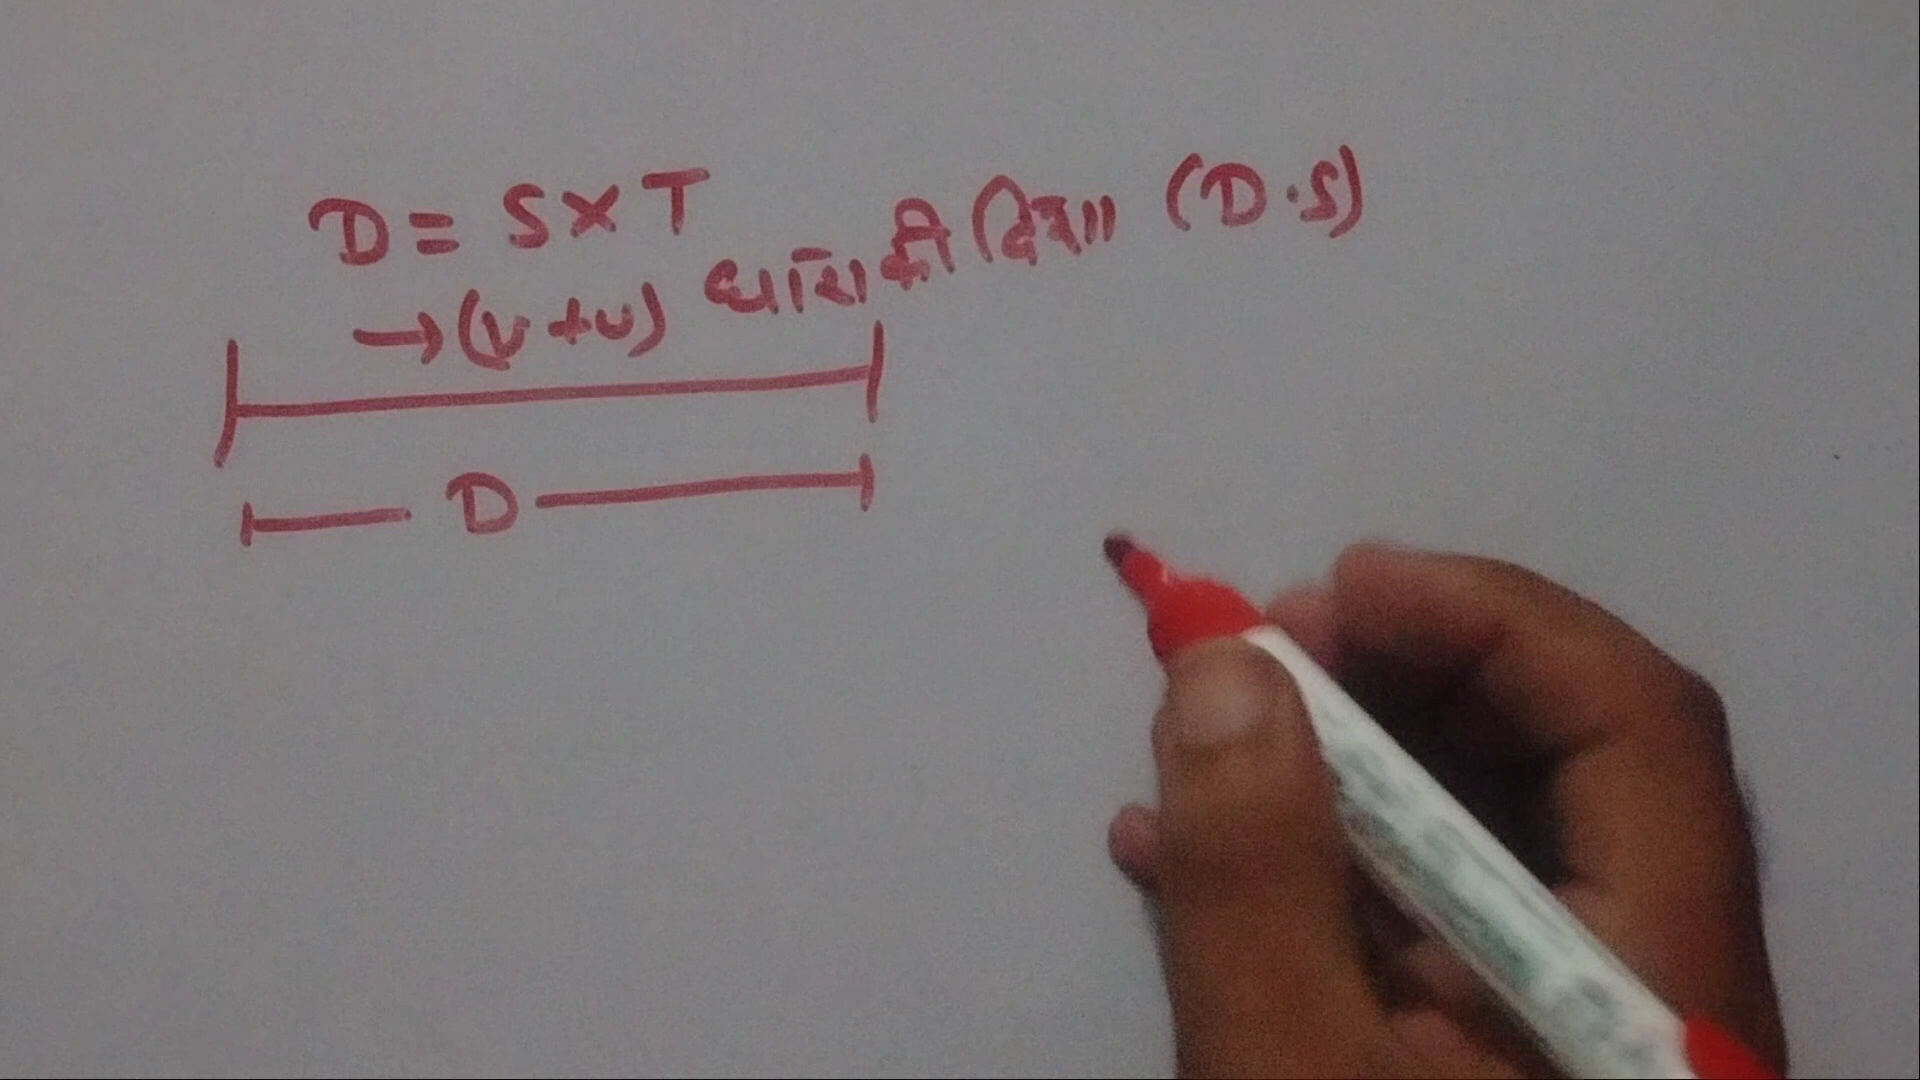 D = S × T
→ (v + u) धारा की दिशा (D.S)
D